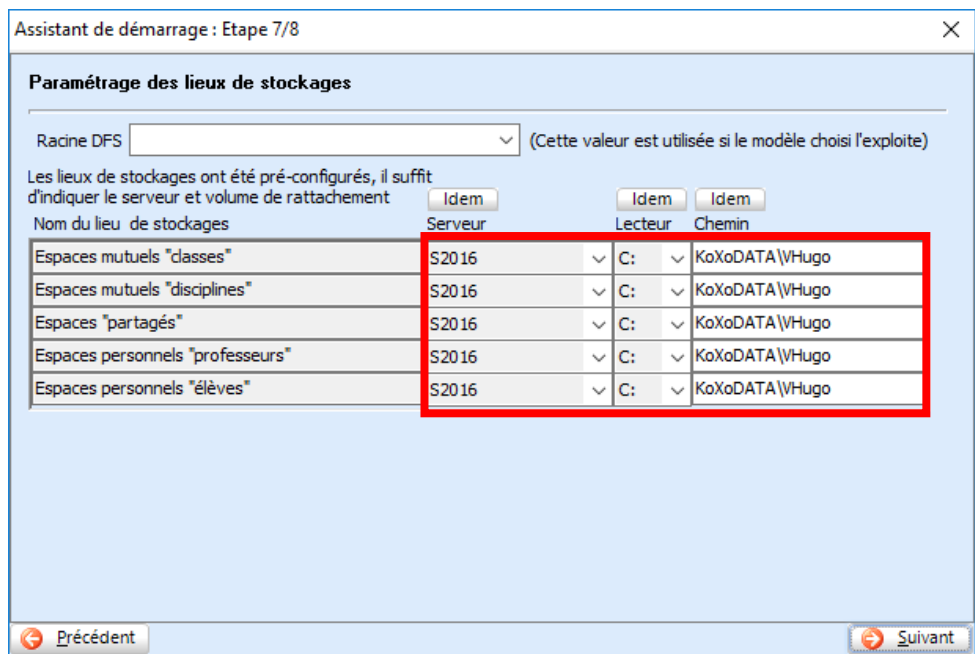 Assistant de démarrage : Etape 7/8
Paramétrage des lieux de stockages
Racine DFS (Cette valeur est utilisée si le modèle choisi l'exploite)
Les lieux de stockages ont été pré-configurés, il suffit
d'indiquer le serveur et volume de rattachement Idem Idem Idem
Nom du lieu de stockages Serveur Lecteur Chemin
Espaces mutuels "classes" S2016 C: KoXoDATA\VHugo
Espaces mutuels "disciplines" S2016 C: KoXoDATA\VHugo
Espaces "partagés" S2016 C: KoXoDATA\VHugo
Espaces personnels "professeurs" S2016 C: KoXoDATA\VHugo
Espaces personnels "élèves" S2016 C: KoXoDATA\VHugo
Précédent Suivant